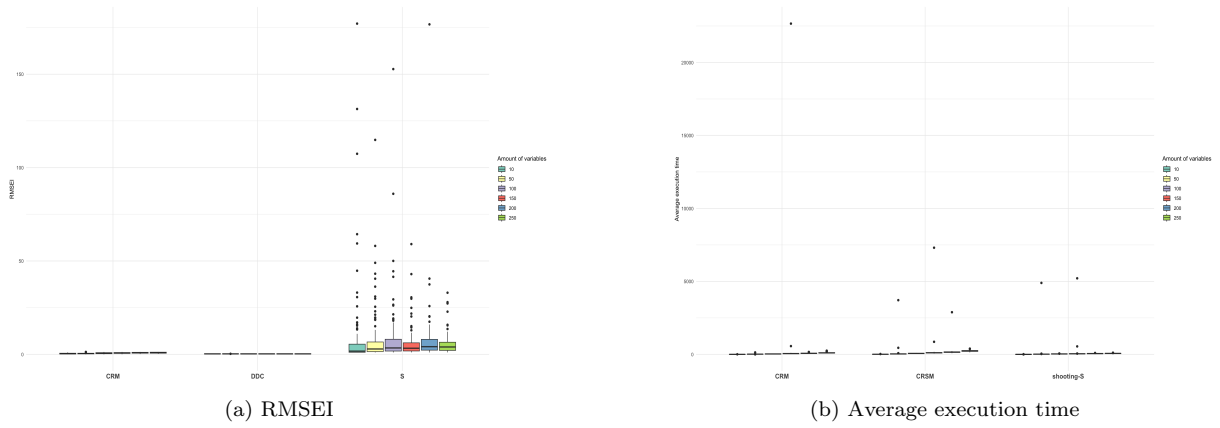 150
100
50
0
RMSEI
CRM
DDC
S
Amount of variables
10
50
100
150
200
250
(a) RMSEI
20000
15000
10000
5000
0
Average execution time
CRM
CRSM
shooting-S
Amount of variables
10
50
100
150
200
250
(b) Average execution time